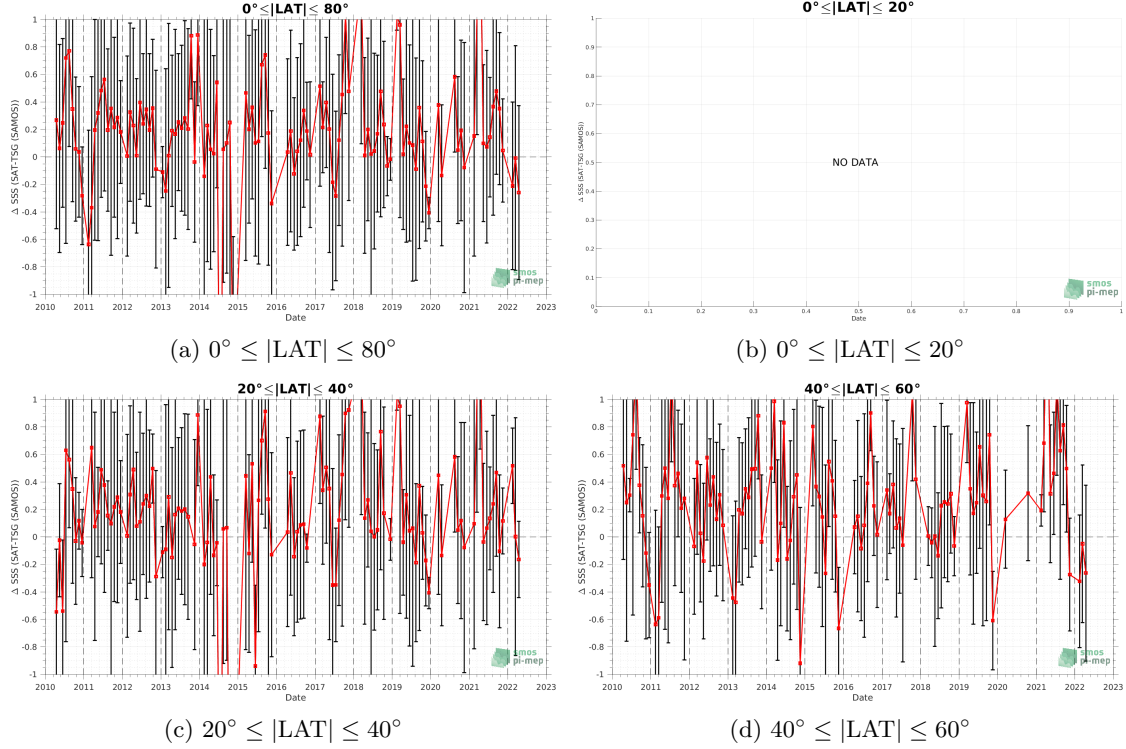 0°≤|LAT|≤ 80°
Δ SSS (SAT-TSG (SAMOS))
1
0.8
0.6
0.4
0.2
0
-0.2
-0.4
-0.6
-0.8
-1
2010 2011 2012 2013 2014 2015 2016 2017 2018 2019 2020 2021 2022 2023
Date
smos
pi-mep
(a) 0° ≤ |LAT| ≤ 80°
0°≤|LAT|≤ 20°
Δ SSS (SAT-TSG (SAMOS))
1
0.9
0.8
0.7
0.6
0.5
0.4
0.3
0.2
0.1
0
NO DATA
0 0.1 0.2 0.3 0.4 0.5 0.6 0.7 0.8 0.9 1
Date
smos
pi-mep
(b) 0° ≤ |LAT| ≤ 20°
20°≤|LAT|≤ 40°
Δ SSS (SAT-TSG (SAMOS))
1
0.8
0.6
0.4
0.2
0
-0.2
-0.4
-0.6
-0.8
-1
2010 2011 2012 2013 2014 2015 2016 2017 2018 2019 2020 2021 2022 2023
Date
smos
pi-mep
(c) 20° ≤ |LAT| ≤ 40°
40°≤|LAT|≤ 60°
Δ SSS (SAT-TSG (SAMOS))
1
0.8
0.6
0.4
0.2
0
-0.2
-0.4
-0.6
-0.8
-1
2010 2011 2012 2013 2014 2015 2016 2017 2018 2019 2020 2021 2022 2023
Date
smos
pi-mep
(d) 40° ≤ |LAT| ≤ 60°